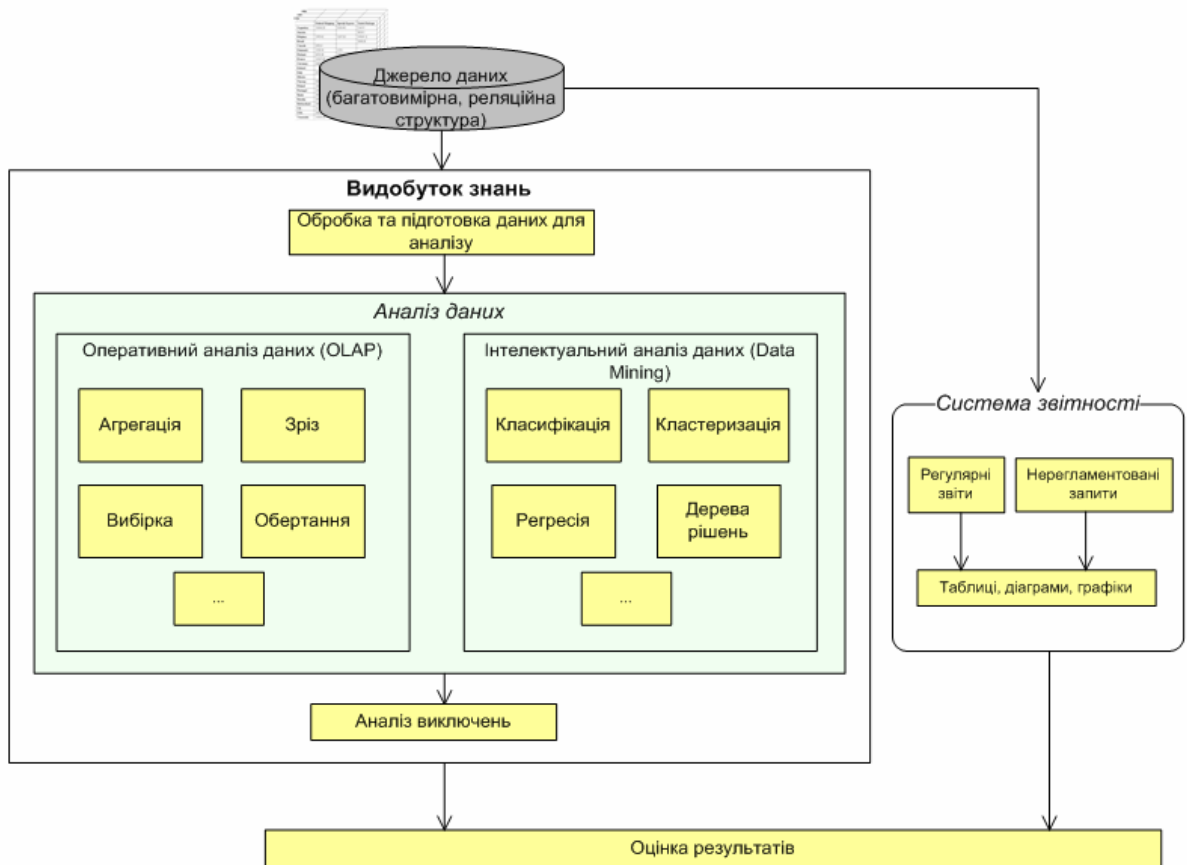 Джерело даних
(багатовимірна, реляційна
структура)
Видобуток знань
Обробка та підготовка даних для
аналізу
Аналіз даних
Оперативний аналіз даних (OLAP)
Агрегація
Зріз
Вибірка
Обертання
...
Інтелектуальний аналіз даних (Data
Mining)
Класифікація
Кластеризація
Регресія
Дерева
рішень
...
Аналіз виключень
Система звітності
Регулярні
звіти
Нерегламентовані
запити
Таблиці, діаграми, графіки
Оцінка результатів